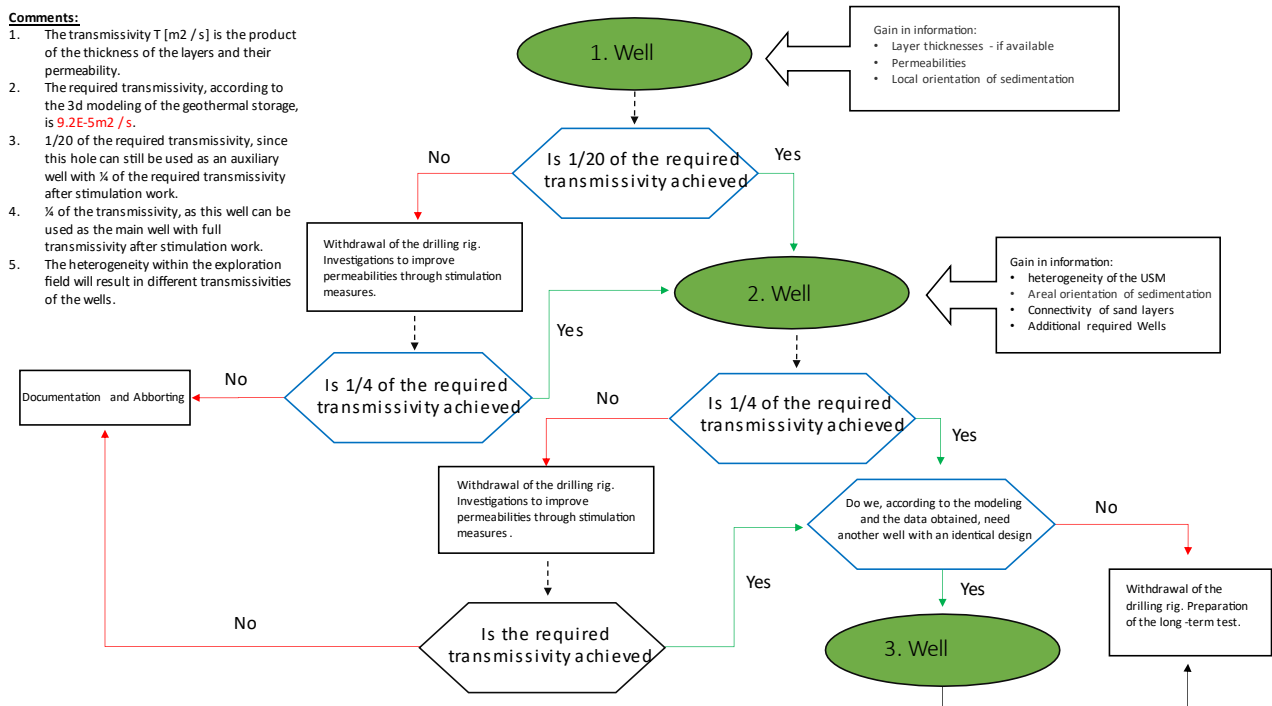 Comments:
1. The transmissivity T [m2 / s] is the product
of the thickness of the layers and their
permeability.
2. The required transmissivity, according to
the 3d modeling of the geothermal storage,
is 9.2E-5m2 / s.
3. 1/20 of the required transmissivity, since
this hole can still be used as an auxiliary
well with ¼ of the required transmissivity
after stimulation work.
4. ¼ of the transmissivity, as this well can be
used as the main well with full
transmissivity after stimulation work.
5. The heterogeneity within the exploration
field will result in different transmissivities
of the wells.
1. Well
Gain in information:
• Layer thicknesses - if available
• Permeabilities
• Local orientation of sedimentation
No
Is 1/20 of the required
transmissivity achieved
Yes
Withdrawal of the drilling rig.
Investigations to improve
permeabilities through stimulation
measures.
2. Well
Gain in information:
• heterogeneity of the USM
• Areal orientation of sedimentation
• Connectivity of sand layers
• Additional required Wells
Yes
Documentation and Abborting
No
Is 1/4 of the required
transmissivity achieved
No
Is 1/4 of the required
transmissivity achieved
Yes
Withdrawal of the drilling rig.
Investigations to improve
permeabilities through stimulation
measures .
Do we, according to the modeling
and the data obtained, need
another well with an identical design
No
Yes
Yes
Withdrawal of the
drilling rig. Preparation
of the long -term test.
No
Is the required
transmissivity achieved
3. Well